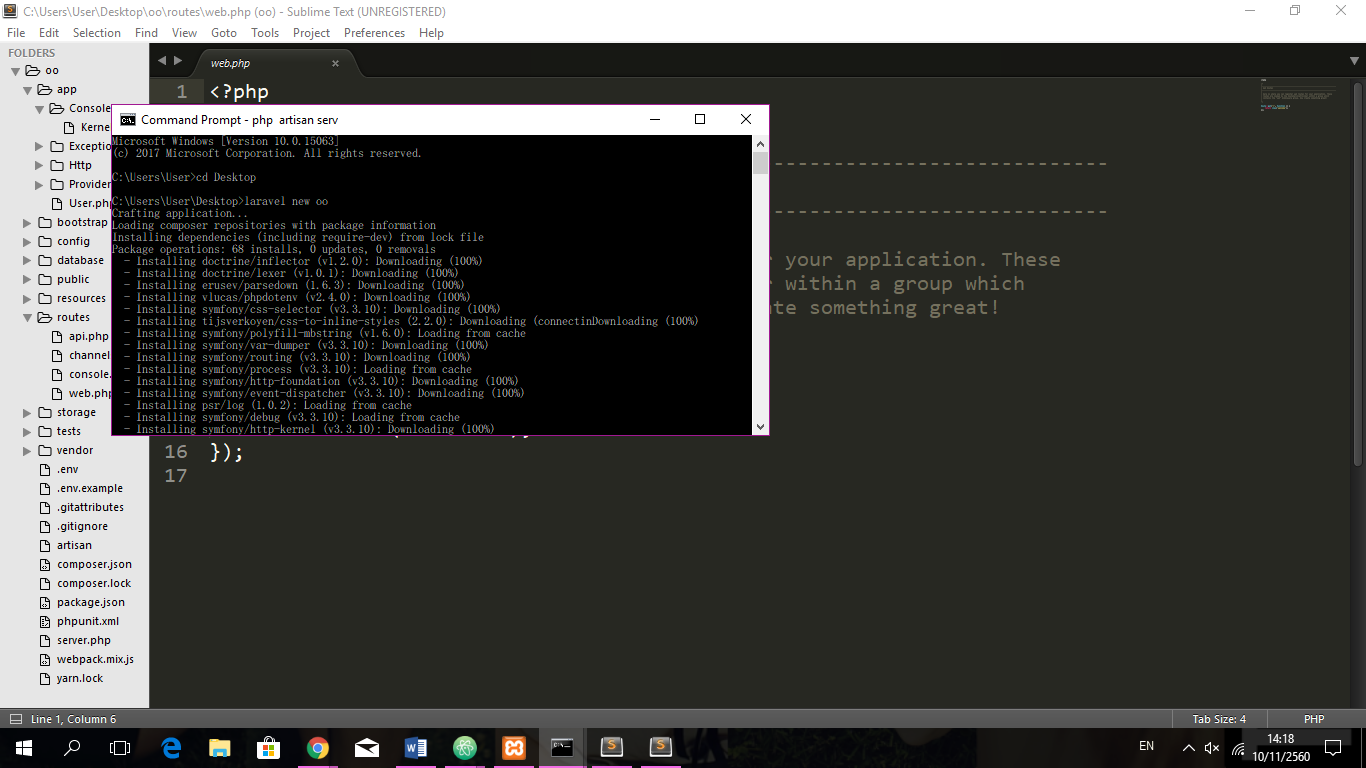 C:\Users\User\Desktop\oo\routes\web.php (oo) - Sublime Text (UNREGISTERED)
File Edit Selection Find View Goto Tools Project Preferences Help
FOLDERS
oo
app
Console
Kerne
Exceptio
Http
Provider
User.php
bootstrap
config
database
public
resources
routes
api.php
channel
console.
web.php
storage
tests
vendor
.env
.env.example
.gitattributes
.gitignore
artisan
composer.json
composer.lock
package.json
phpunit.xml
server.php
webpack.mix.js
yarn.lock
web.php
1 <?php
Command Prompt - php artisan serv
Microsoft Windows [Version 10.0.15063]
(c) 2017 Microsoft Corporation. All rights reserved.
C:\Users\User>cd Desktop
C:\Users\User\Desktop>laravel new oo
Crafting application...
Loading composer repositories with package information
Installing dependencies (including require-dev) from lock file
Package operations: 68 installs, 0 updates, 0 removals
- Installing doctrine/inflector (v1.2.0): Downloading (100%)
- Installing doctrine/lexer (v1.0.1): Downloading (100%)
- Installing erusev/parsedown (1.6.3): Downloading (100%)
- Installing vlucas/phpdotenv (v2.4.0): Downloading (100%)
- Installing symfony/css-selector (v3.3.10): Downloading (100%)
- Installing tijsverkoyen/css-to-inline-styles (2.2.0): Downloading (connectinDownloading (100%)
- Installing symfony/polyfill-mbstring (v1.6.0): Loading from cache
- Installing symfony/var-dumper (v3.3.10): Downloading (100%)
- Installing symfony/routing (v3.3.10): Downloading (100%)
- Installing symfony/process (v3.3.10): Loading from cache
- Installing symfony/http-foundation (v3.3.10): Downloading (100%)
- Installing symfony/event-dispatcher (v3.3.10): Downloading (100%)
- Installing psr/log (1.0.2): Loading from cache
- Installing symfony/debug (v3.3.10): Loading from cache
- Installing symfony/http-kernel (v3.3.10): Downloading (100%)
your application. These
within a group which
ate something great!
16 });
17
Line 1, Column 6
Tab Size: 4
PHP
EN
14:18
10/11/2560